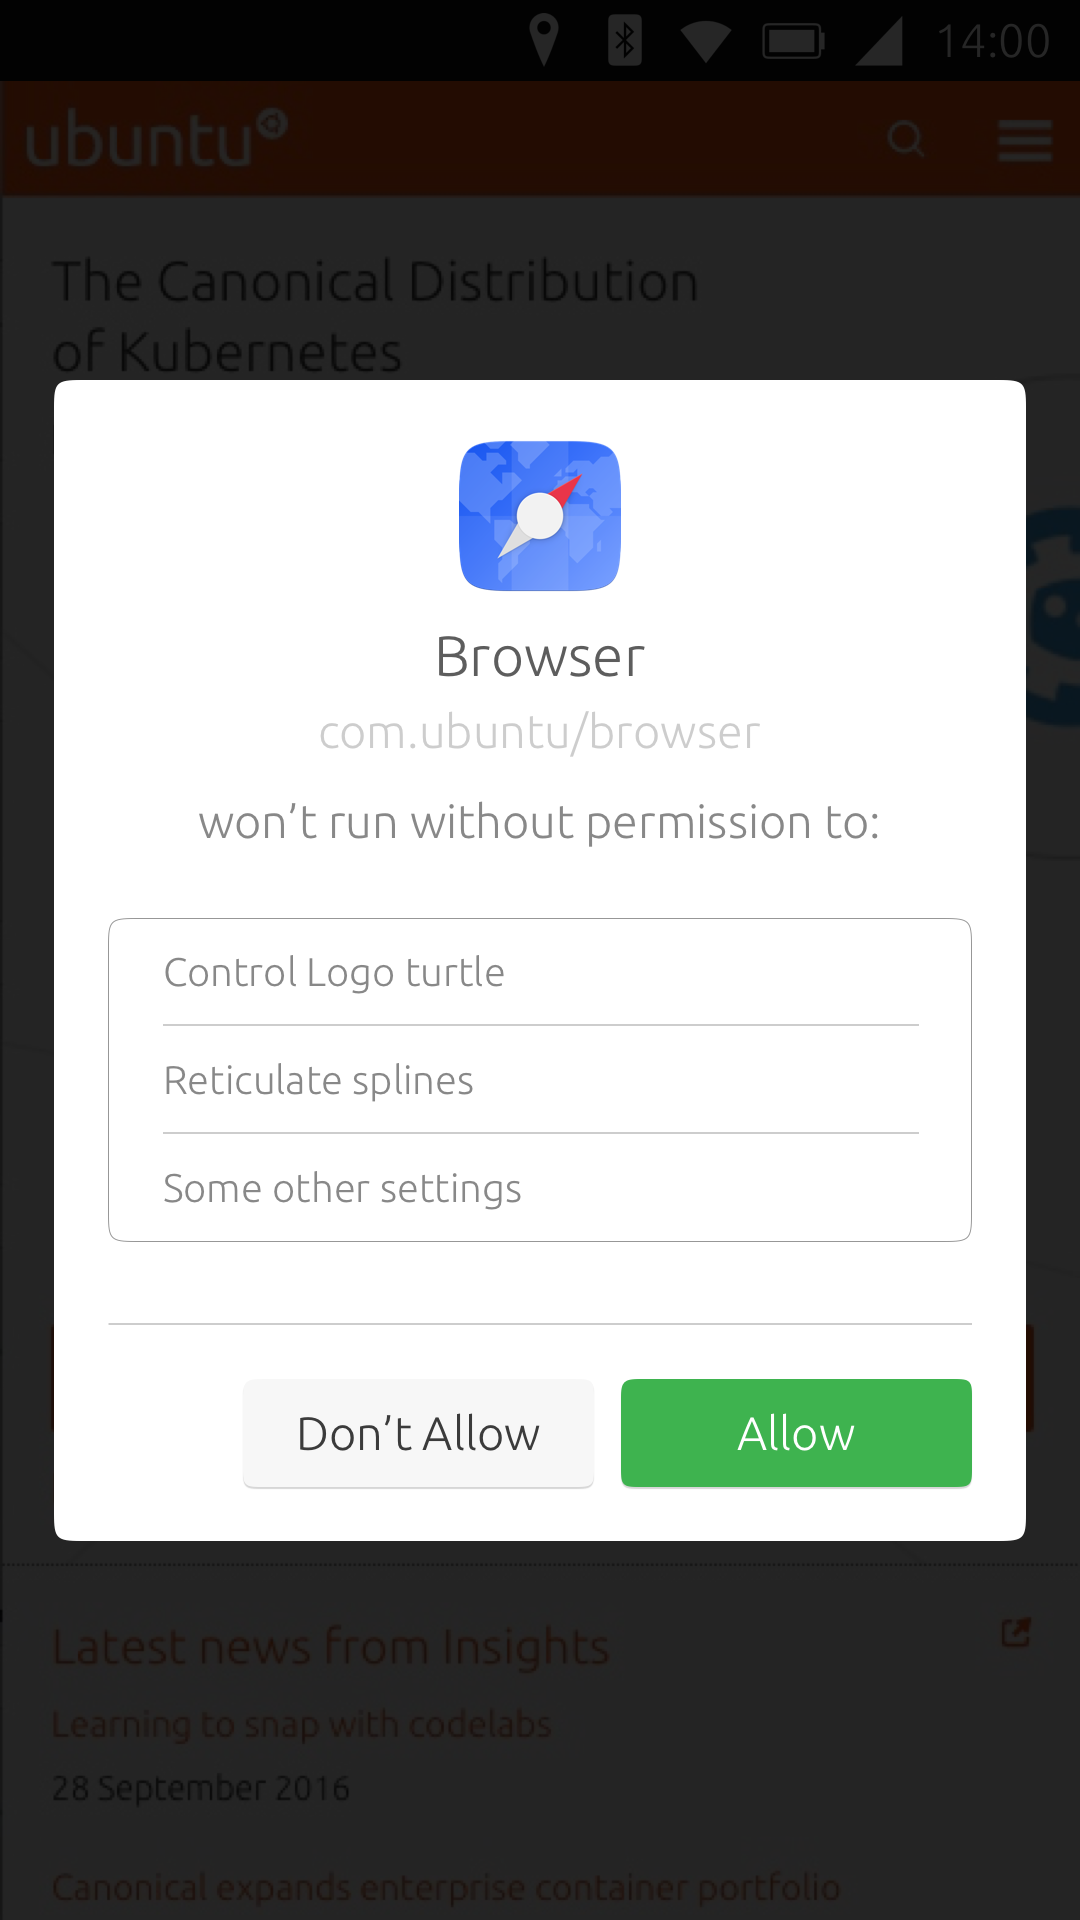 14:00
ubuntu
The Canonical Distribution
of Kubernetes
Browser
com.ubuntu/browser
won’t run without permission to:
Control Logo turtle
Reticulate splines
Some other settings
Don’t Allow
Allow
Latest news from Insights
Learning to snap with codelabs
28 September 2016
Canonical expands enterprise container portfolio